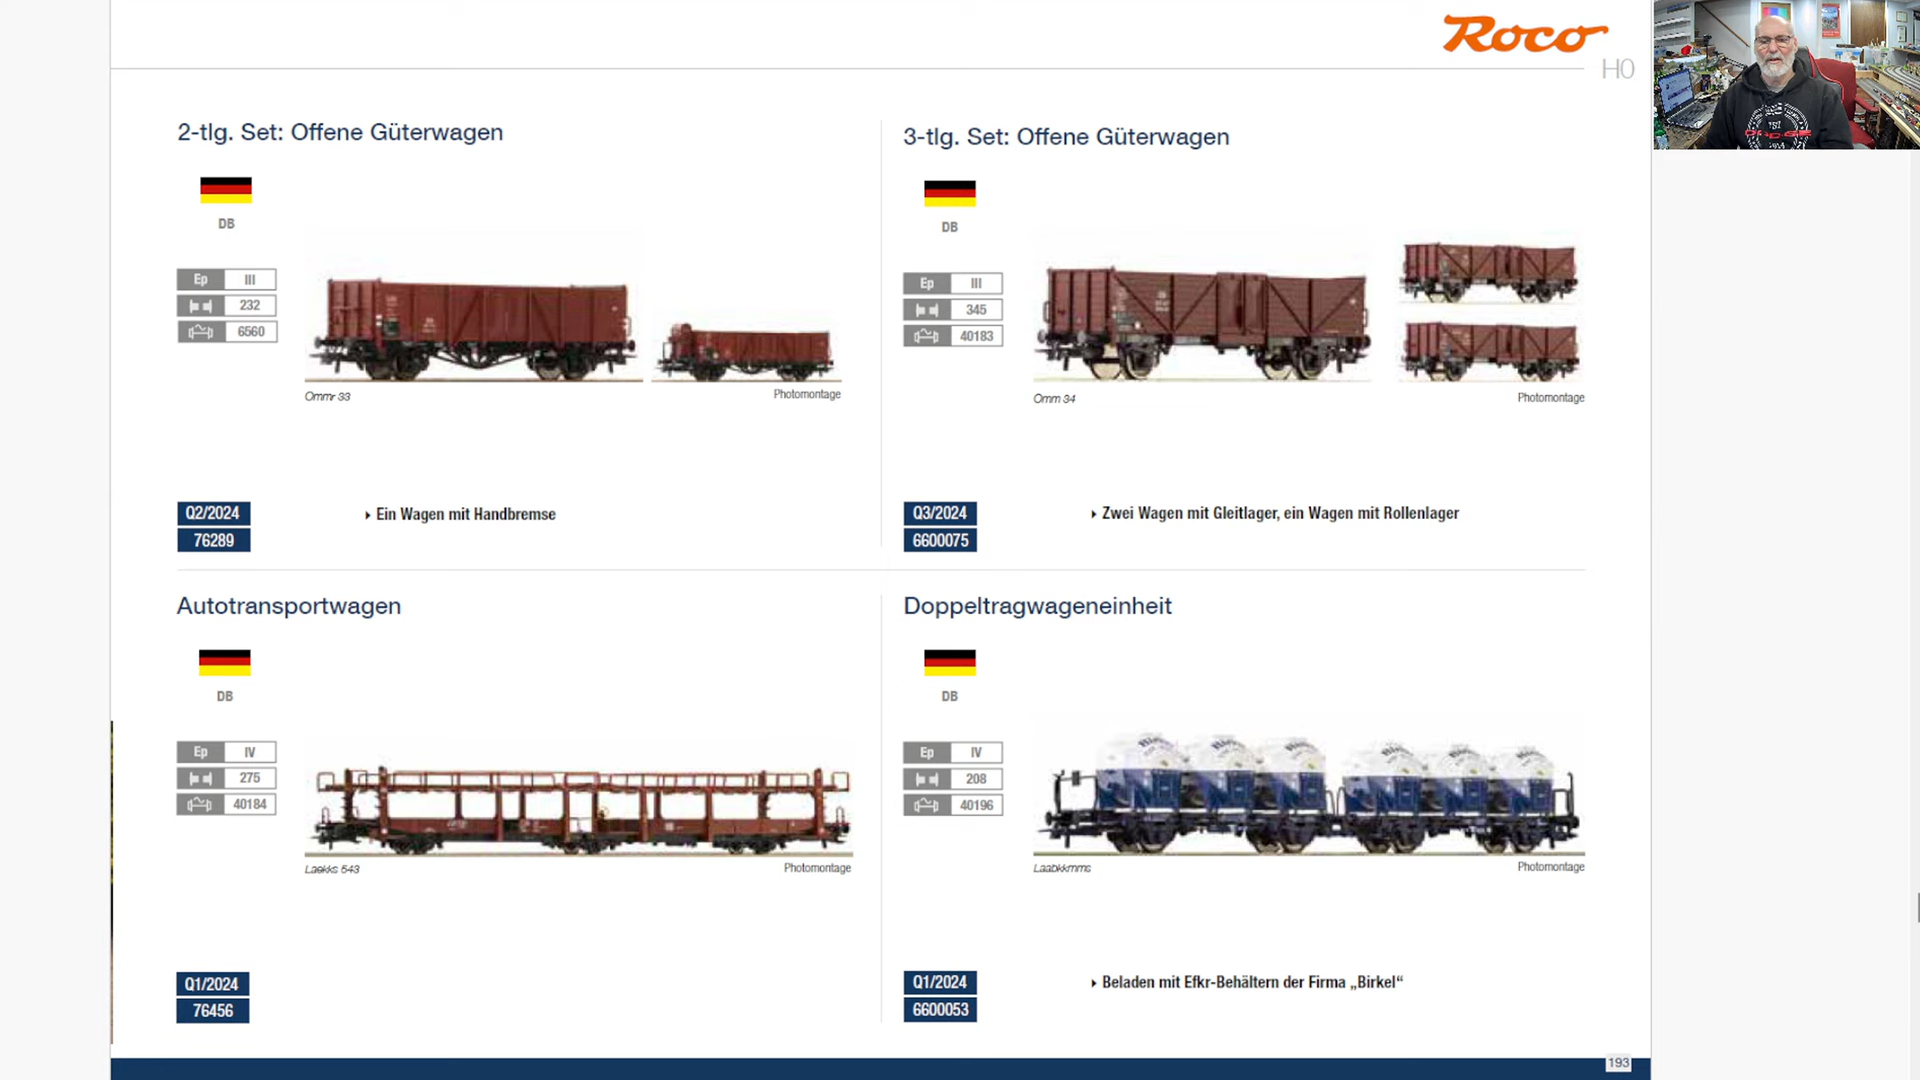 Roco
H0
2-tlg. Set: Offene Güterwagen
DB
Ep III
232
6560
Ommr 33
Photomontage
Q2/2024
76289
Ein Wagen mit Handbremse
3-tlg. Set: Offene Güterwagen
DB
Ep III
345
40183
Omm 34
Photomontage
Q3/2024
6600075
Zwei Wagen mit Gleitlager, ein Wagen mit Rollenlager
Autotransportwagen
DB
Ep IV
275
40184
Laekks 543
Photomontage
Q1/2024
76456
Doppeltragwageneinheit
DB
Ep IV
208
40196
Laabkkmms
Photomontage
Q1/2024
6600053
Beladen mit Efkr-Behältern der Firma „Birkel“
193